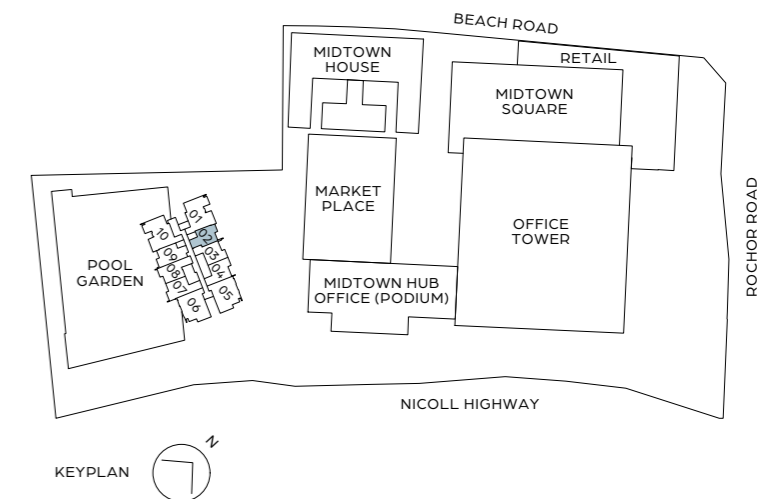 BEACH ROAD
MIDTOWN
HOUSE
RETAIL
MIDTOWN
SQUARE
MARKET
PLACE
OFFICE
TOWER
ROCHOR ROAD
01
02
03
04
05
10
09
08
07
06
POOL
GARDEN
MIDTOWN HUB
OFFICE (PODIUM)
NICOLL HIGHWAY
N
KEYPLAN